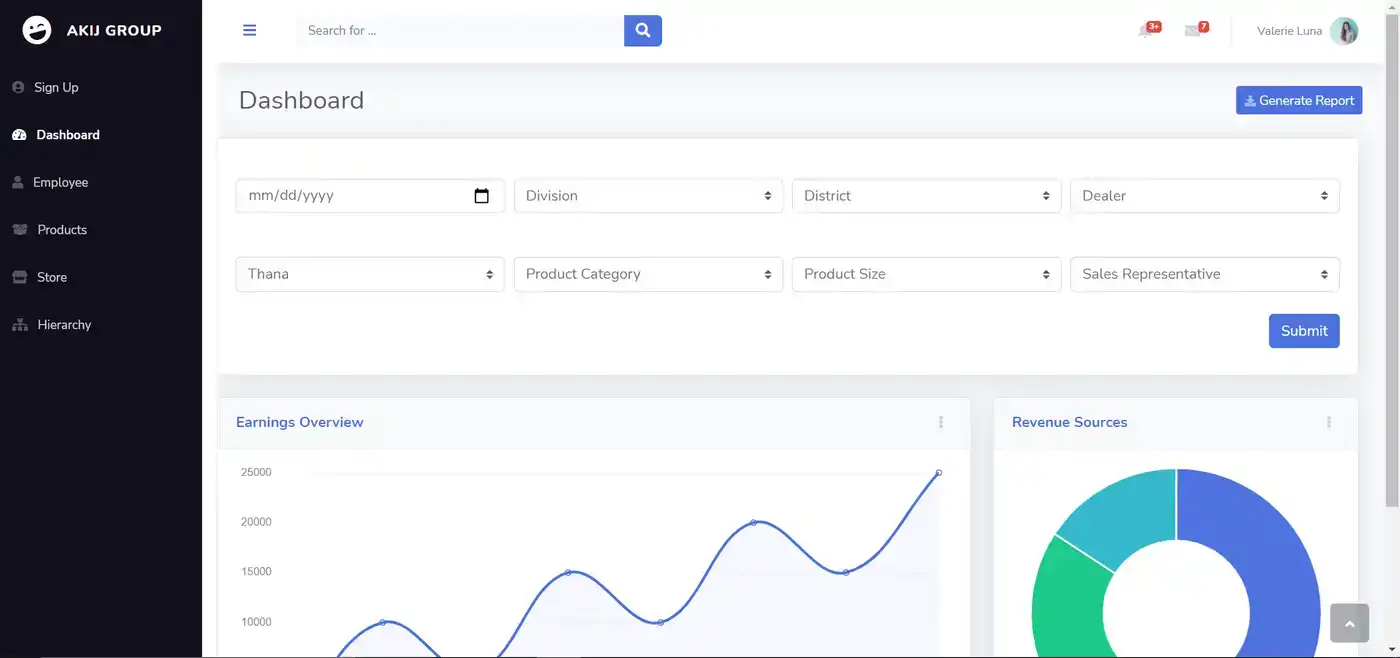 AKIJ GROUP
Search for ...
3+
7
Valerie Luna
Sign Up
Dashboard
Employee
Products
Store
Hierarchy
Dashboard
Generate Report
mm/dd/yyyy
Division
District
Dealer
Thana
Product Category
Product Size
Sales Representative
Submit
Earnings Overview
25000
20000
15000
10000
Revenue Sources